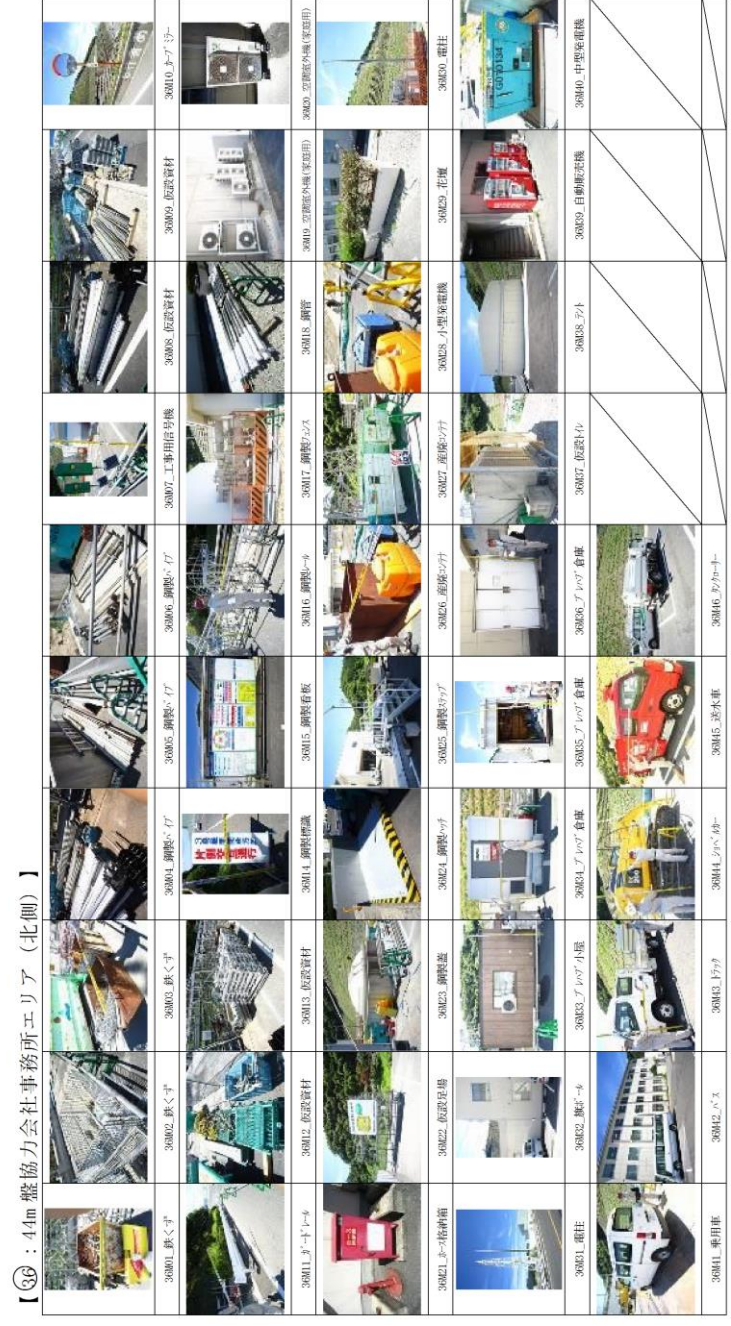 【㊱：44m盤協力会社事務所エリア（北側）】
36M01_鉄くず
36M02_鉄くず
36M03_鉄くず
36M04_鋼製ﾊﾟｲﾌﾟ
36M05_鋼製ﾊﾟｲﾌﾟ
36M06_鋼製ﾊﾟｲﾌﾟ
36M07_工事用信号機
36M08_仮設資材
36M09_仮設資材
36M10_ｶｰﾌﾞﾐﾗｰ
36M11_ｶﾞｰﾄﾞﾚｰﾙ
36M12_仮設資材
36M13_仮設資材
36M14_鋼製標識
36M15_鋼製看板
36M16_鋼製ﾚｰﾙ
36M17_鋼製ﾌｪﾝｽ
36M18_鋼管
36M19_空調室外機(家庭用)
36M20_空調室外機(家庭用)
36M21_ﾎｰｽ格納箱
36M22_仮設足場
36M23_鋼製蓋
36M24_鋼製ﾊｯﾁ
36M25_鋼製ｽﾃｯﾌﾟ
36M26_産廃ｺﾝﾃﾅ
36M27_産廃ｺﾝﾃﾅ
36M28_小型発電機
36M29_花壇
36M30_電柱
36M31_電柱
36M32_旗ﾎﾟｰﾙ
36M33_ﾌﾟﾚﾊﾌﾞ小屋
36M34_ﾌﾟﾚﾊﾌﾞ倉庫
36M35_ﾌﾟﾚﾊﾌﾞ倉庫
36M36_ﾌﾟﾚﾊﾌﾞ倉庫
36M37_仮設ﾄｲﾚ
36M38_ﾃﾝﾄ
36M39_自動販売機
G010134
36M40_中型発電機
36M41_乗用車
36M42_ﾊﾞｽ
36M43_ﾄﾗｯｸ
36M44_ｼｮﾍﾞﾙｶｰ
36M45_送水車
36M46_ﾀﾝｸﾛｰﾘｰ
片側交互通行